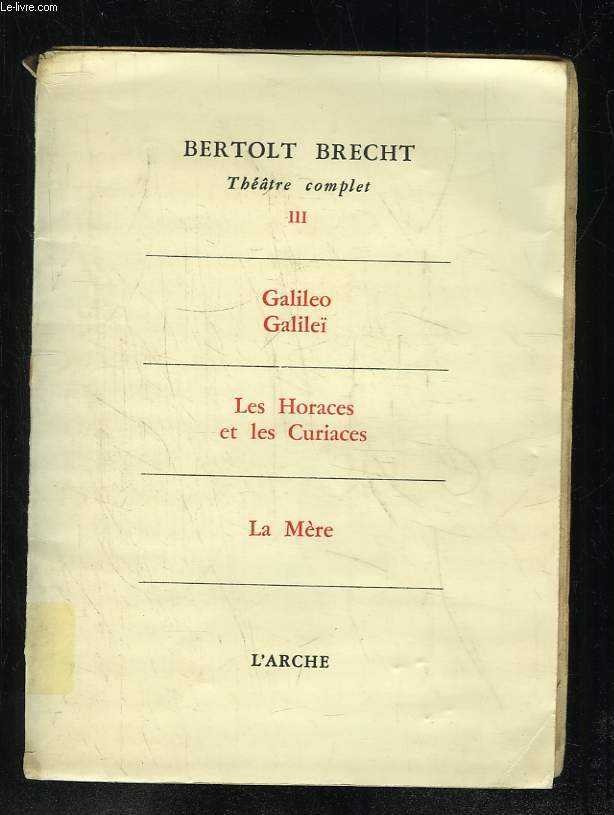 Le-livre.com
BERTOLT BRECHT
Théâtre complet
III
Galileo
Galileï
Les Horaces
et les Curiaces
La Mère
L'ARCHE